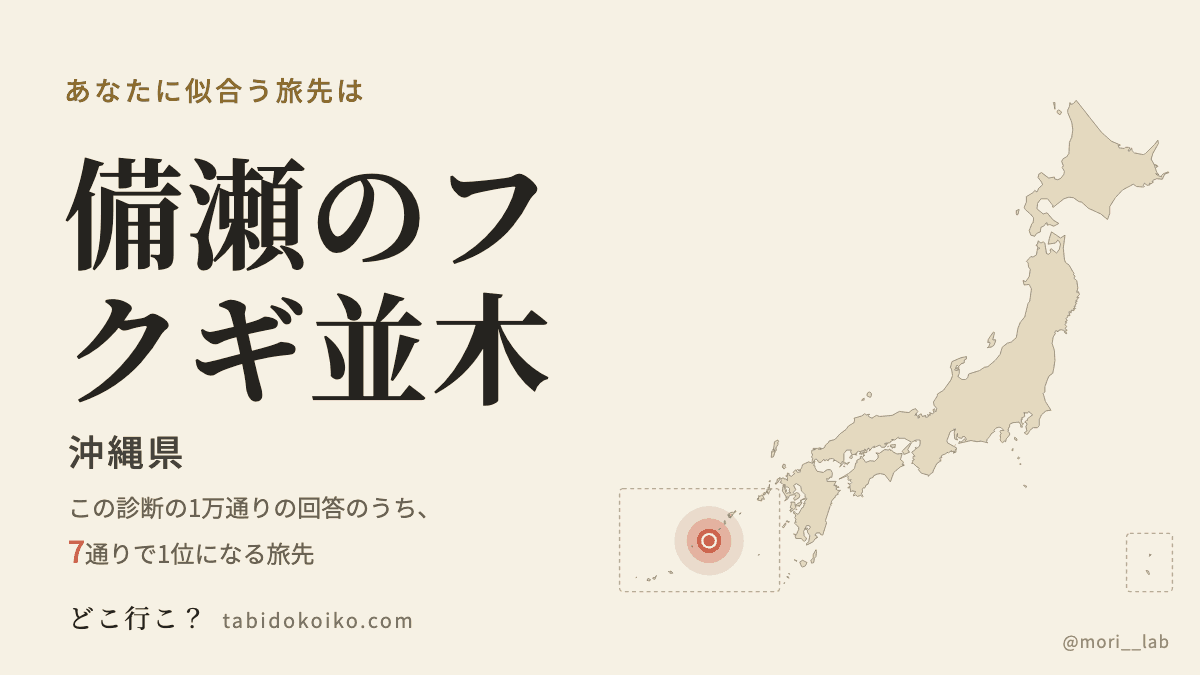 あなたに似合う旅先は
備瀬のフ
クギ並木
沖縄県
この診断の1万通りの回答のうち、
7通りで1位になる旅先
どこ行こ？ tabidokoiko.com
@mori__lab